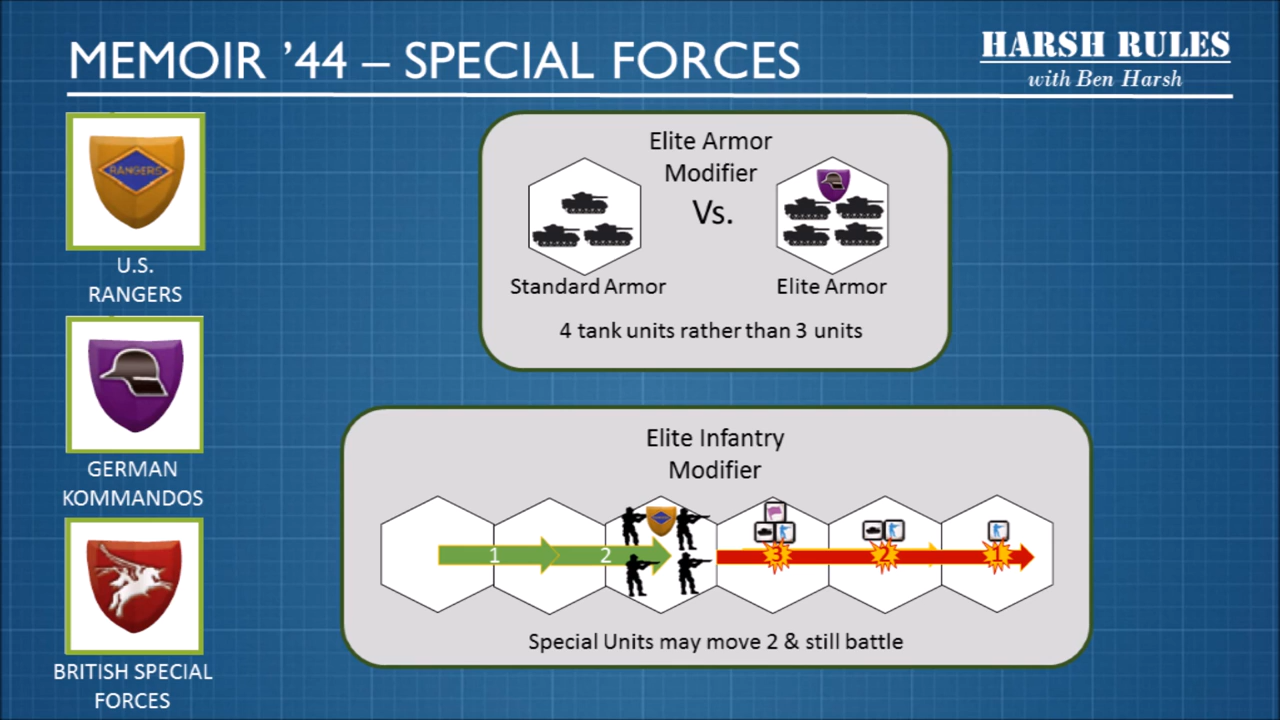 MEMOIR ’44 – SPECIAL FORCES
HARSH RULES
with Ben Harsh
RANGERS
U.S.
RANGERS
GERMAN
KOMMANDOS
BRITISH SPECIAL
FORCES
Elite Armor
Modifier
Vs.
Standard Armor
Elite Armor
4 tank units rather than 3 units
Elite Infantry
Modifier
1
2
3
2
1
Special Units may move 2 & still battle